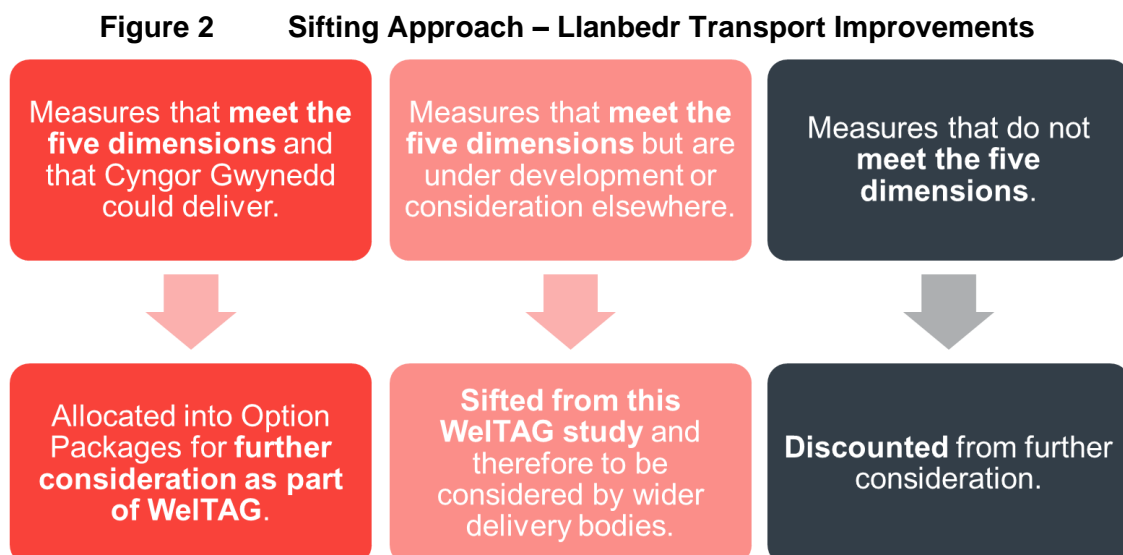 Figure 2 Sifting Approach – Llanbedr Transport Improvements
Measures that meet the
five dimensions and
that Cyngor Gwynedd
could deliver.
Measures that meet the
five dimensions but are
under development or
consideration elsewhere.
Measures that do not
meet the five
dimensions.
Allocated into Option
Packages for further
consideration as part
of WelTAG.
Sifted from this
WelTAG study and
therefore to be
considered by wider
delivery bodies.
Discounted from further
consideration.